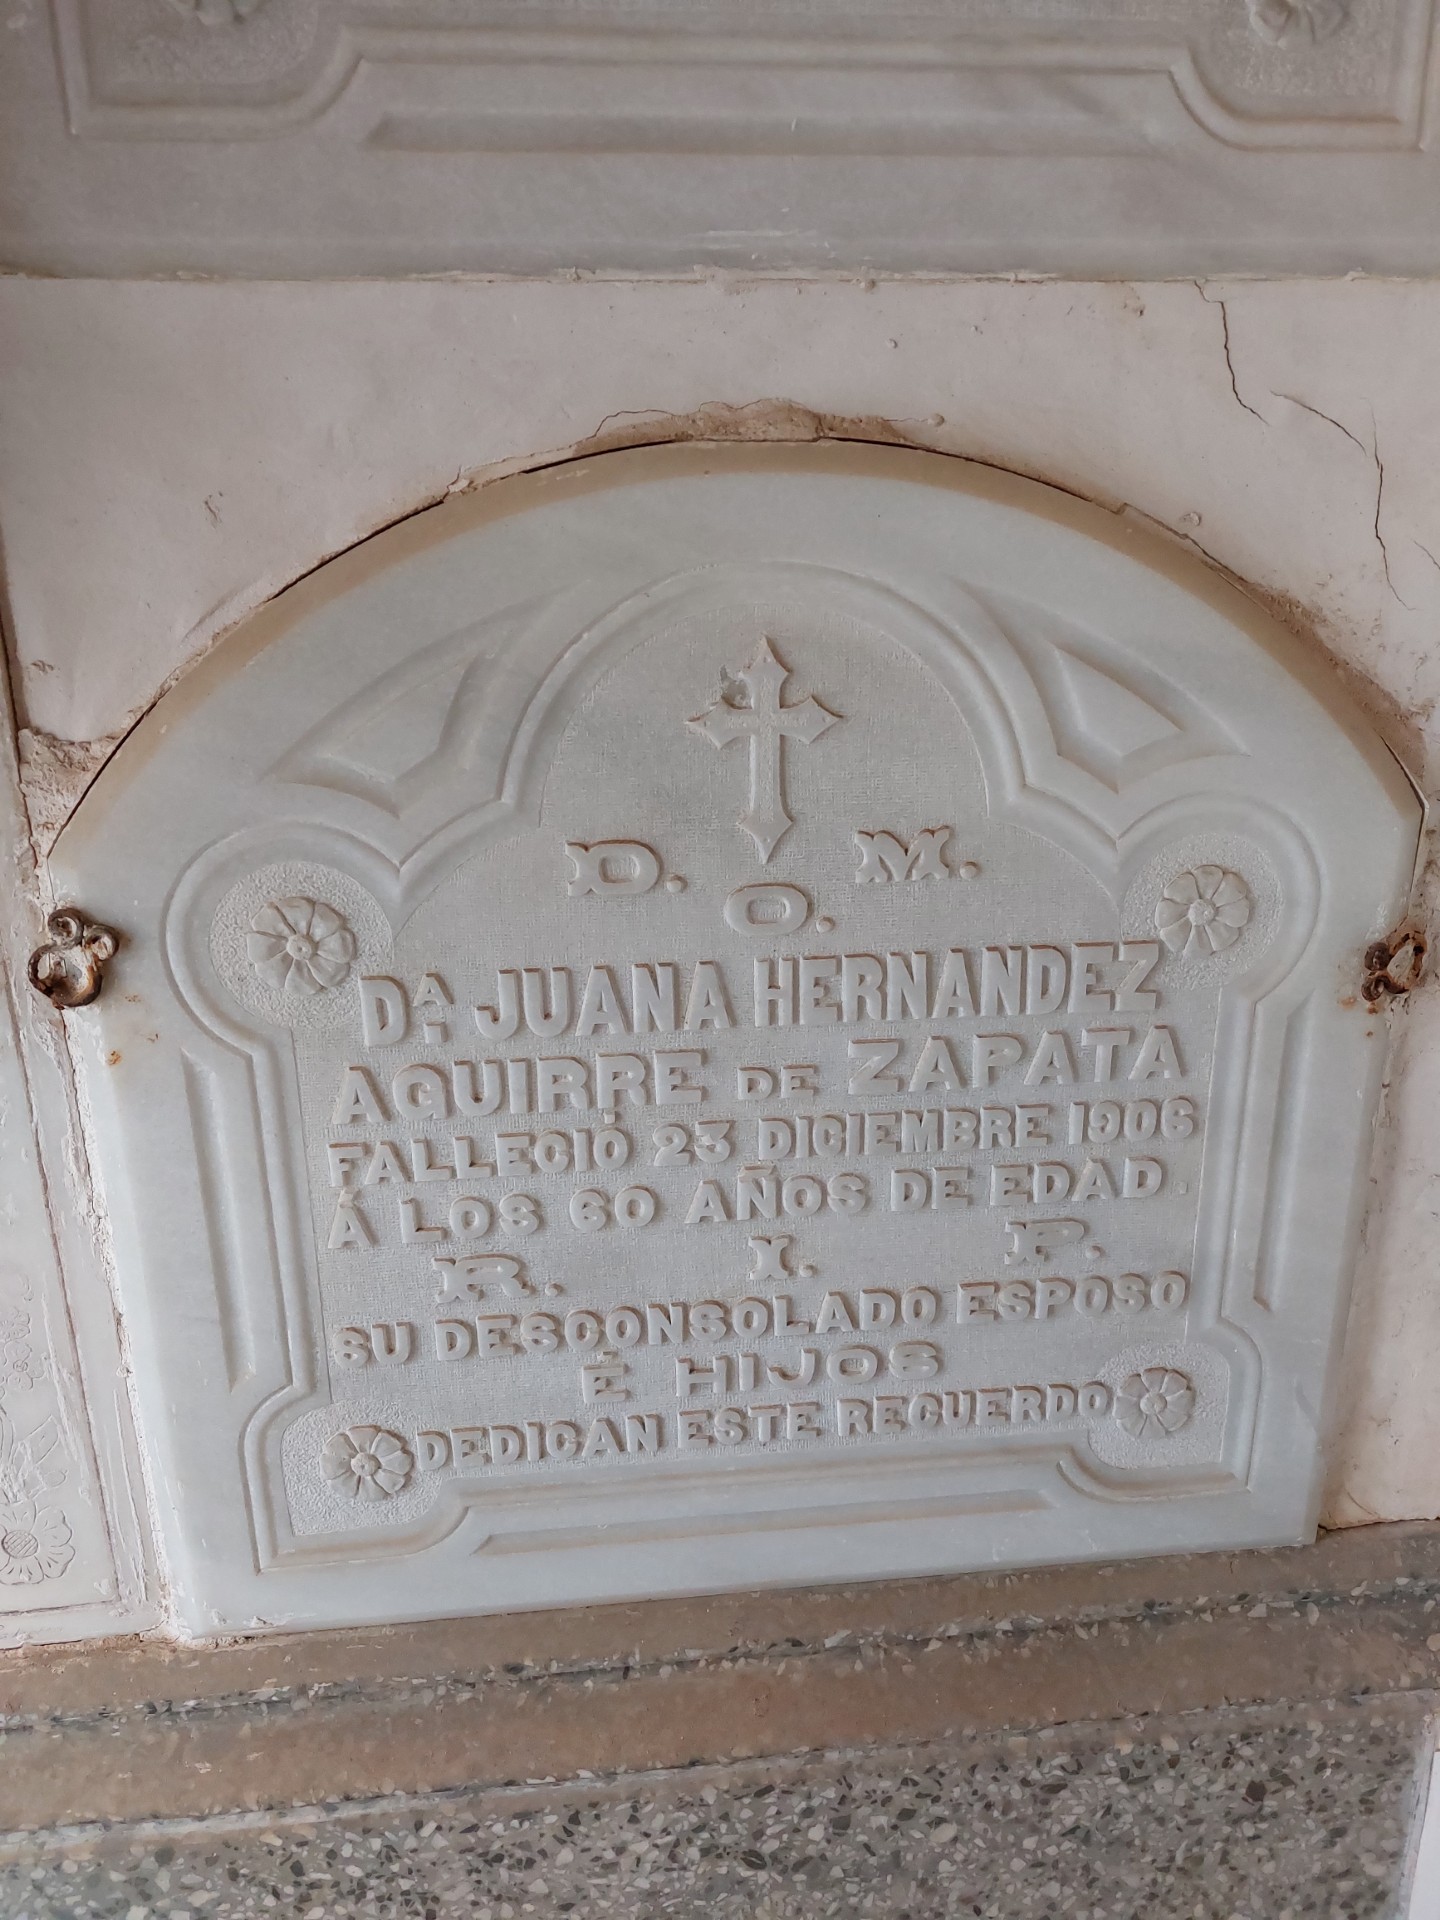 D. O. M.
Dª. JUANA HERNANDEZ
AGUIRRE DE ZAPATA
FALLECIÓ 23 DICIEMBRE 1906
Á LOS 60 AÑOS DE EDAD.
R. I. P.
SU DESCONSOLADO ESPOSO
É HIJOS
DEDICAN ESTE RECUERDO